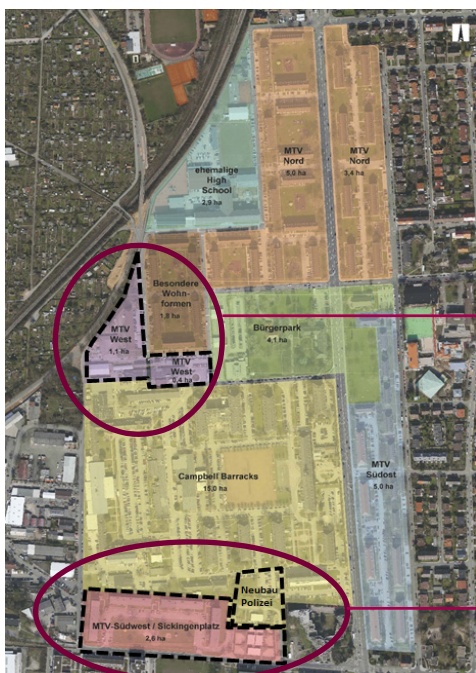 MTV
Nord
5,0 ha
MTV
Nord
3,4 ha
ehemalige
High
School
2,9 ha
Besondere
Wohn-
formen
1,8 ha
MTV
West
1,1 ha
MTV
West
0,4 ha
Bürgerpark
4,1 ha
Campbell Barracks
15,0 ha
MTV
Südost
5,0 ha
Neubau
Polizei
MTV-Südwest / Sickingenplatz
2,6 ha